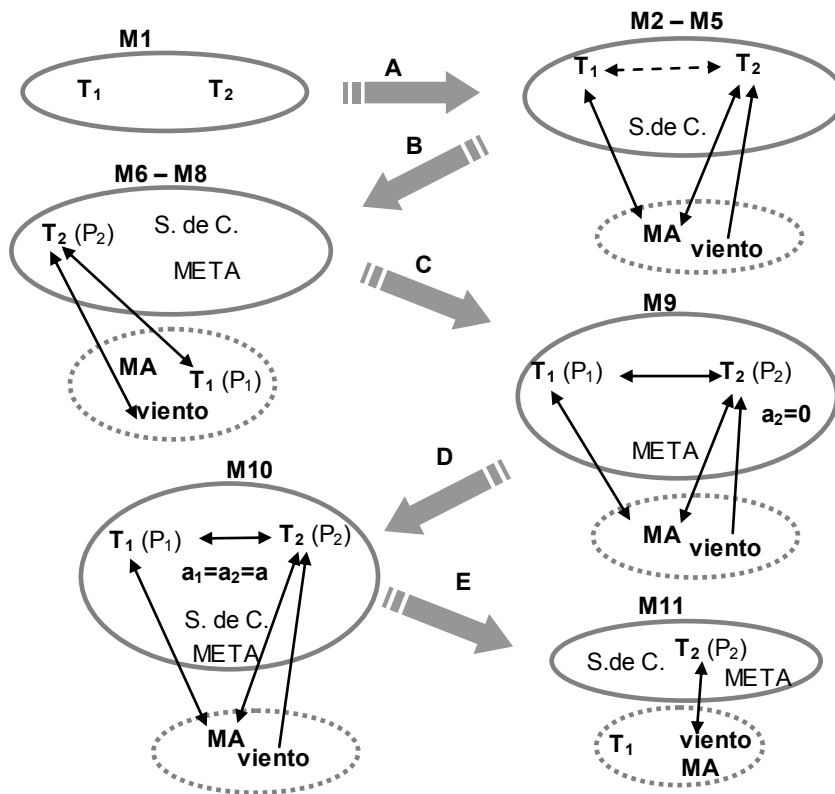 M1
T₁ T₂
A
M2 – M5
T₁ T₂
S.de C.
MA
viento
B
M6 – M8
T₂ (P₂)
S. de C.
META
MA
T₁ (P₁)
viento
C
M9
T₁ (P₁) T₂ (P₂)
a₂=0
META
MA
viento
D
M10
T₁ (P₁) T₂ (P₂)
a₁=a₂=a
S. de C.
META
MA
viento
E
M11
T₂ (P₂)
S.de C.
META
T₁ viento
MA